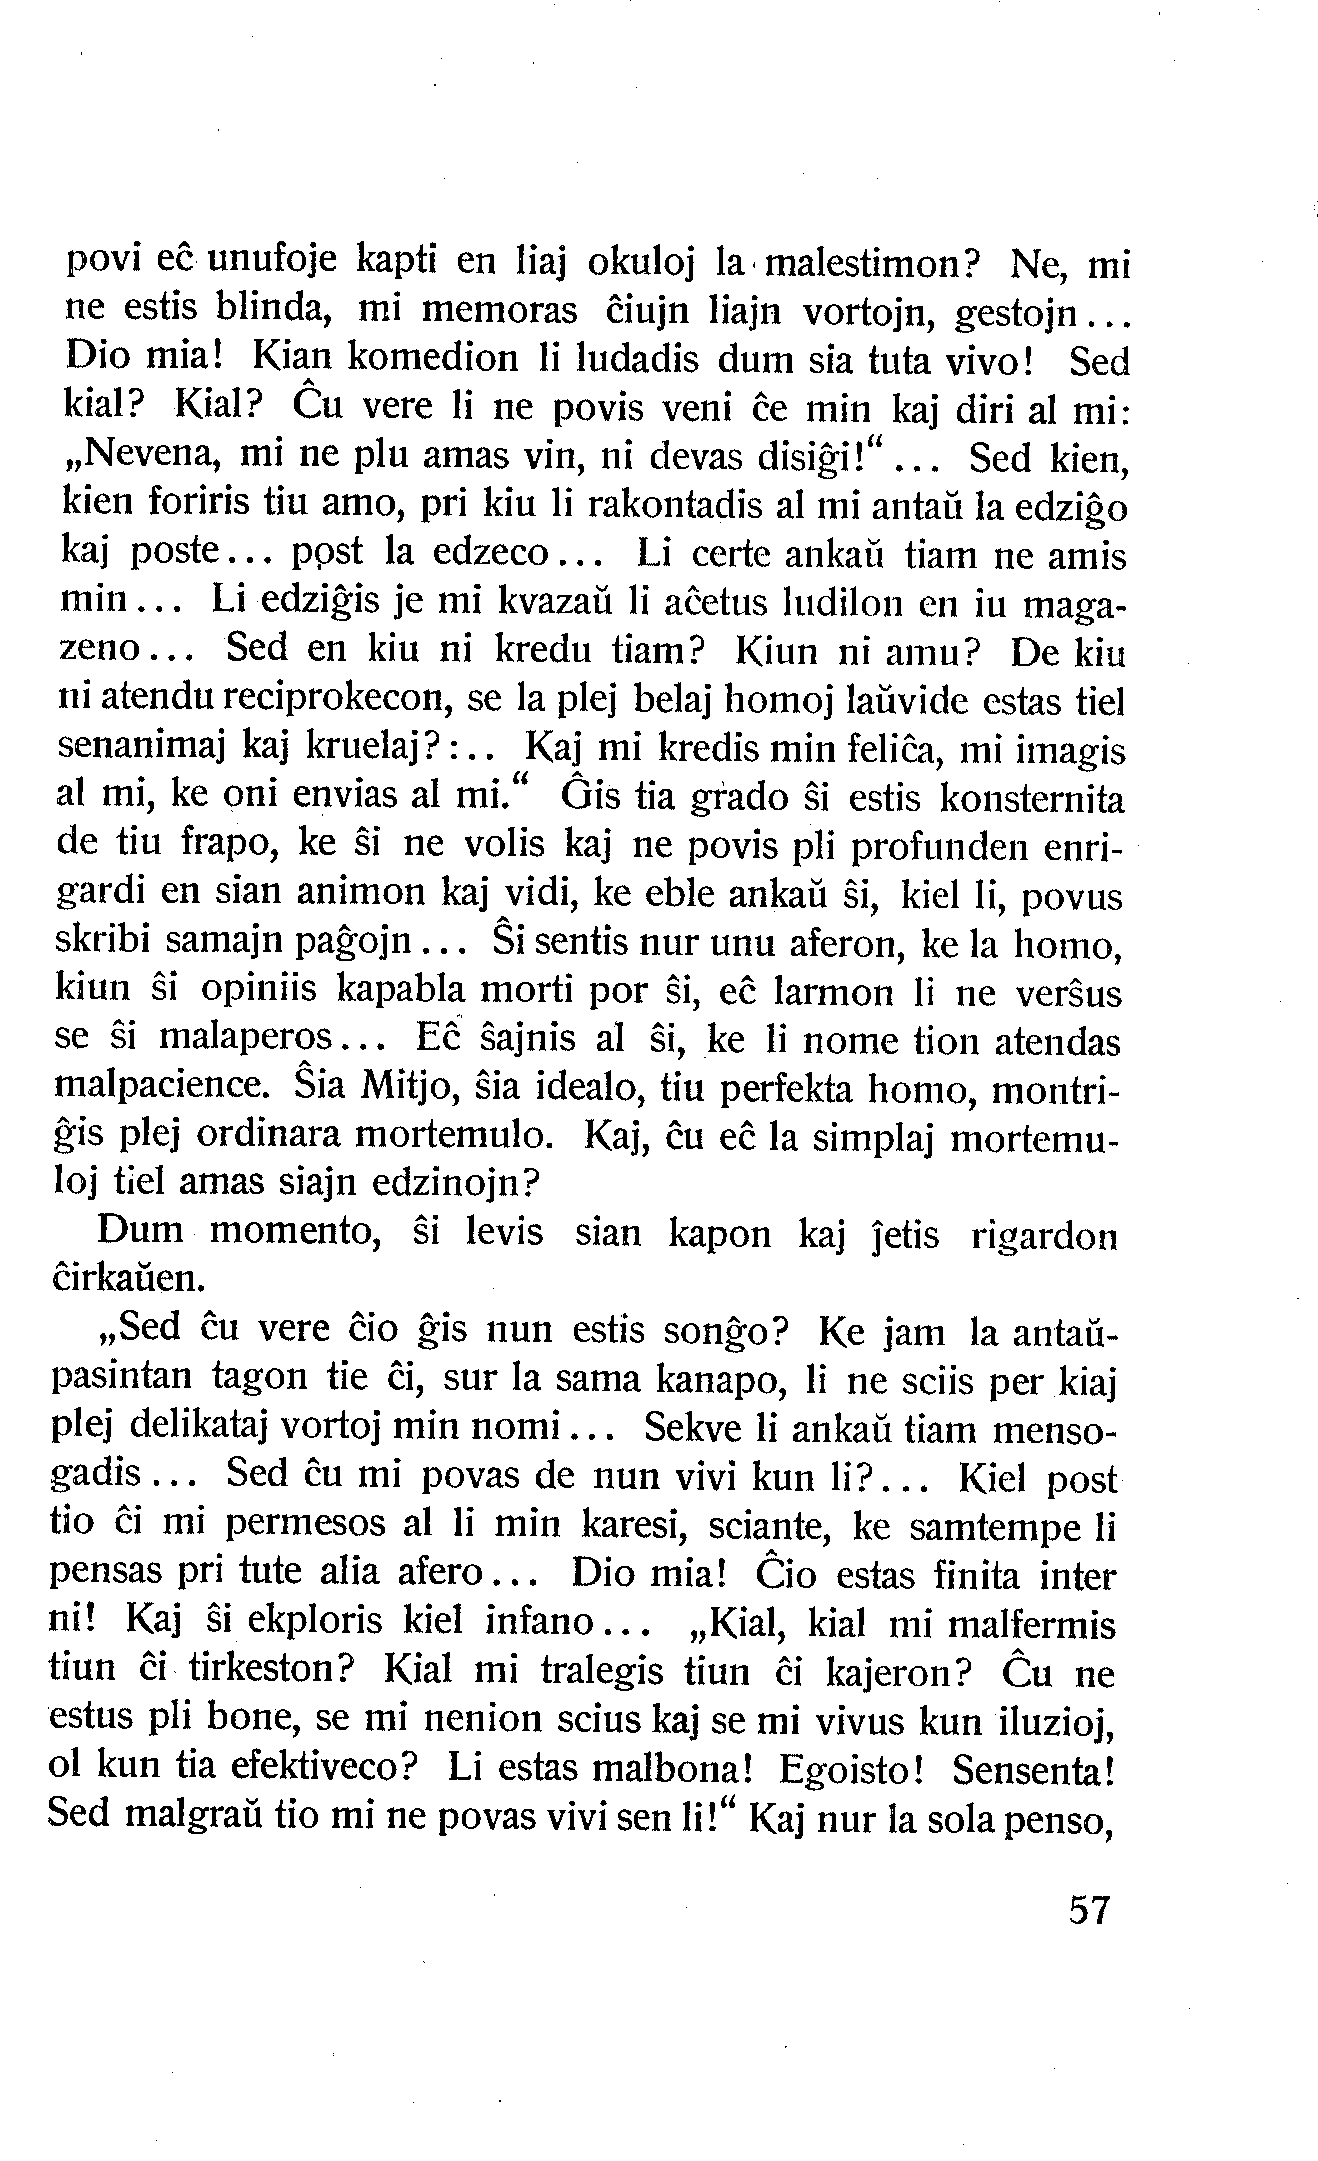 povi eĉ unufoje kapti en liaj okuloj la malestimon? Ne, mi
ne estis blinda, mi memoras ĉiujn liajn vortojn, gestojn...
Dio mia! Kian komedion li ludadis dum sia tuta vivo! Sed
kial? Kial? Ĉu vere li ne povis veni ĉe min kaj diri al mi:
„Nevena, mi ne plu amas vin, ni devas disiĝi!“... Sed kien,
kien foriris tiu amo, pri kiu li rakontadis al mi antaŭ la edziĝo
kaj poste... post la edzeco... Li certe ankaŭ tiam ne amis
min... Li edziĝis je mi kvazaŭ li aĉetus ludilon en iu maga-
zeno... Sed en kiu ni kredu tiam? Kiun ni amu? De kiu
ni atendu reciprokecon, se la plej belaj homoj laŭvide estas tiel
senanimaj kaj kruelaj?:.. Kaj mi kredis min feliĉa, mi imagis
al mi, ke oni envias al mi.“ Ĝis tia grado ŝi estis konsternita
de tiu frapo, ke ŝi ne volis kaj ne povis pli profunden enri-
gardi en sian animon kaj vidi, ke eble ankaŭ ŝi, kiel li, povus
skribi samajn paĝojn... Ŝi sentis nur unu aferon, ke la homo,
kiun ŝi opiniis kapabla morti por ŝi, eĉ larmon li ne verŝus
se ŝi malaperos... Eĉ ŝajnis al ŝi, ke li nome tion atendas
malpacience. Ŝia Mitjo, ŝia idealo, tiu perfekta homo, montri-
ĝis plej ordinara mortemulo. Kaj, ĉu eĉ la simplaj mortemu-
loj tiel amas siajn edzinojn?
Dum momento, ŝi levis sian kapon kaj ĵetis rigardon
ĉirkaŭen.
„Sed ĉu vere ĉio ĝis nun estis sonĝo? Ke jam la antaŭ-
pasintan tagon tie ĉi, sur la sama kanapo, li ne sciis per kiaj
plej delikataj vortoj min nomi... Sekve li ankaŭ tiam menso-
gadis... Sed ĉu mi povas de nun vivi kun li?... Kiel post
tio ĉi mi permesos al li min karesi, sciante, ke samtempe li
pensas pri tute alia afero... Dio mia! Ĉio estas finita inter
ni! Kaj ŝi ekploris kiel infano... „Kial, kial mi malfermis
tiun ĉi tirkeston? Kial mi tralegis tiun ĉi kajeron? Ĉu ne
estus pli bone, se mi nenion scius kaj se mi vivus kun iluzioj,
ol kun tia efektiveco? Li estas malbona! Egoisto! Sensenta!
Sed malgraŭ tio mi ne povas vivi sen li!“ Kaj nur la sola penso,
57